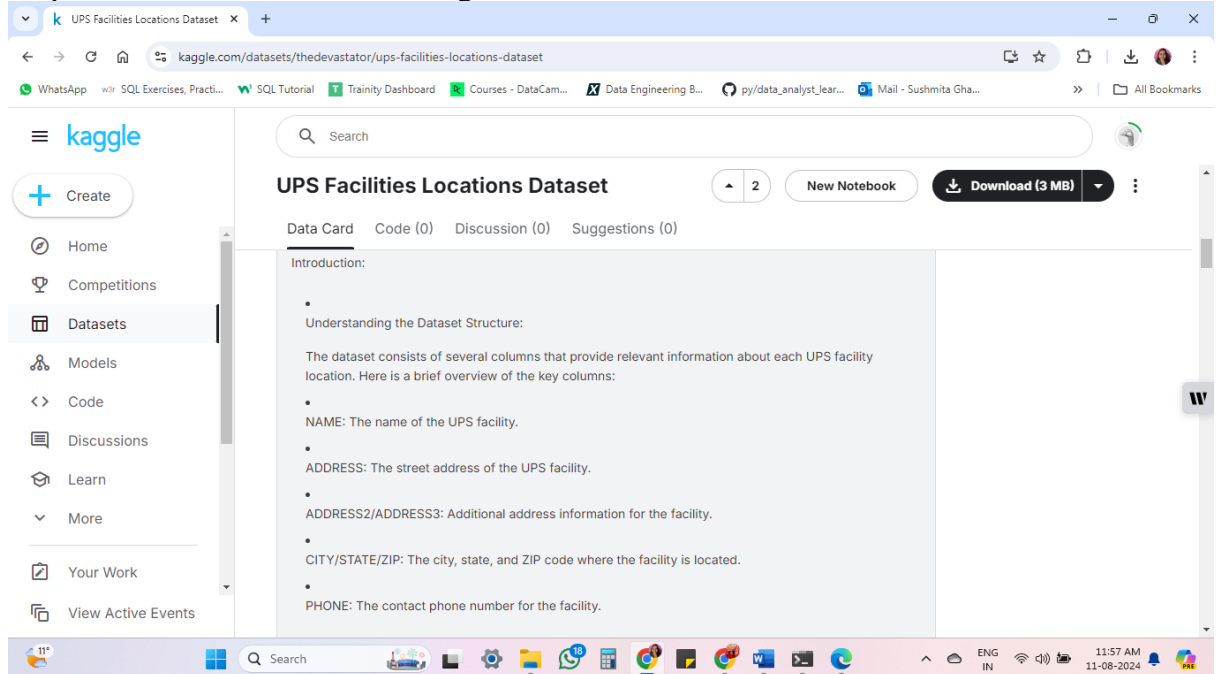 UPS Facilities Locations Dataset
kaggle.com/datasets/thedevastator/ups-facilities-locations-dataset
WhatsApp
SQL Exercises, Practi...
SQL Tutorial
Trainity Dashboard
Courses - DataCam...
Data Engineering B...
py/data_analyst_lear...
Mail - Sushmita Gha...
All Bookmarks
kaggle
Search
Create
Home
Competitions
Datasets
Models
Code
Discussions
Learn
More
Your Work
View Active Events
UPS Facilities Locations Dataset
2
New Notebook
Download (3 MB)
Data Card
Code (0)
Discussion (0)
Suggestions (0)
Introduction:
Understanding the Dataset Structure:
The dataset consists of several columns that provide relevant information about each UPS facility
location. Here is a brief overview of the key columns:
NAME: The name of the UPS facility.
ADDRESS: The street address of the UPS facility.
ADDRESS2/ADDRESS3: Additional address information for the facility.
CITY/STATE/ZIP: The city, state, and ZIP code where the facility is located.
PHONE: The contact phone number for the facility.
11°
Search
ENG
IN
11:57 AM
11-08-2024